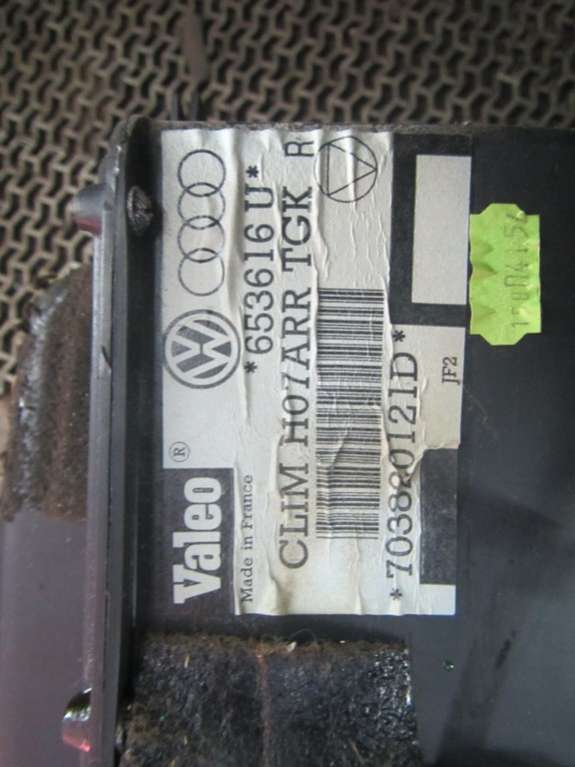 Valeo ®
Made in France
*653616 U*
CLIM H07ARR TGK R
*703820121D*
JF2